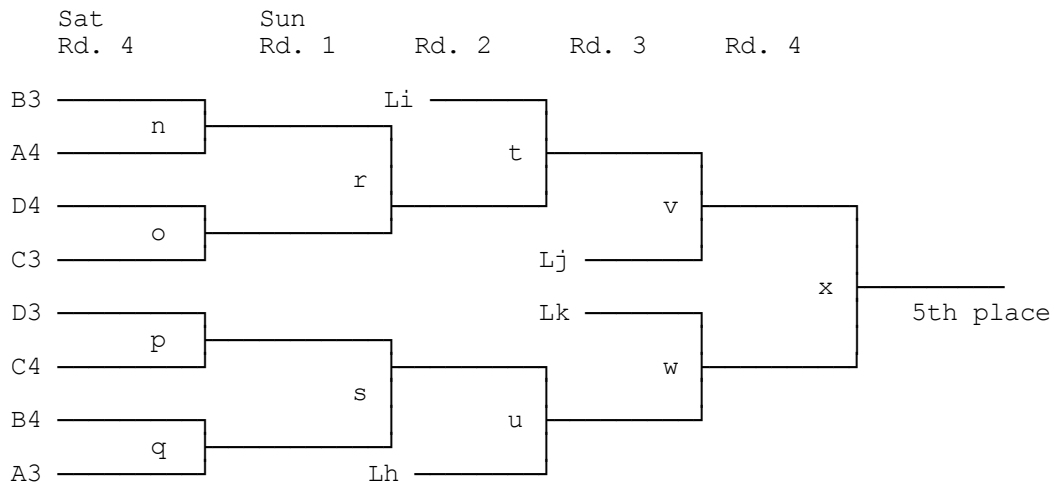 Sat Sun
Rd. 4 Rd. 1 Rd. 2 Rd. 3 Rd. 4
B3 Li
n
A4 t
r
D4 v
o
C3 Lj
x
5th place
D3 Lk
p
C4 w
s
B4 u
q
A3 Lh